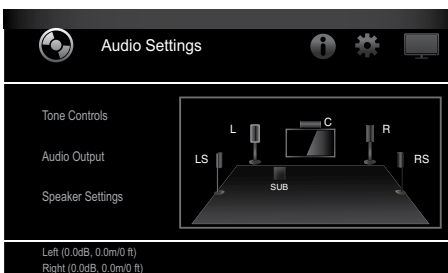 Audio Settings
Tone Controls
Audio Output
Speaker Settings
L
C
R
LS
RS
SUB
Left (0.0dB, 0.0m/0 ft)
Right (0.0dB, 0.0m/0 ft)